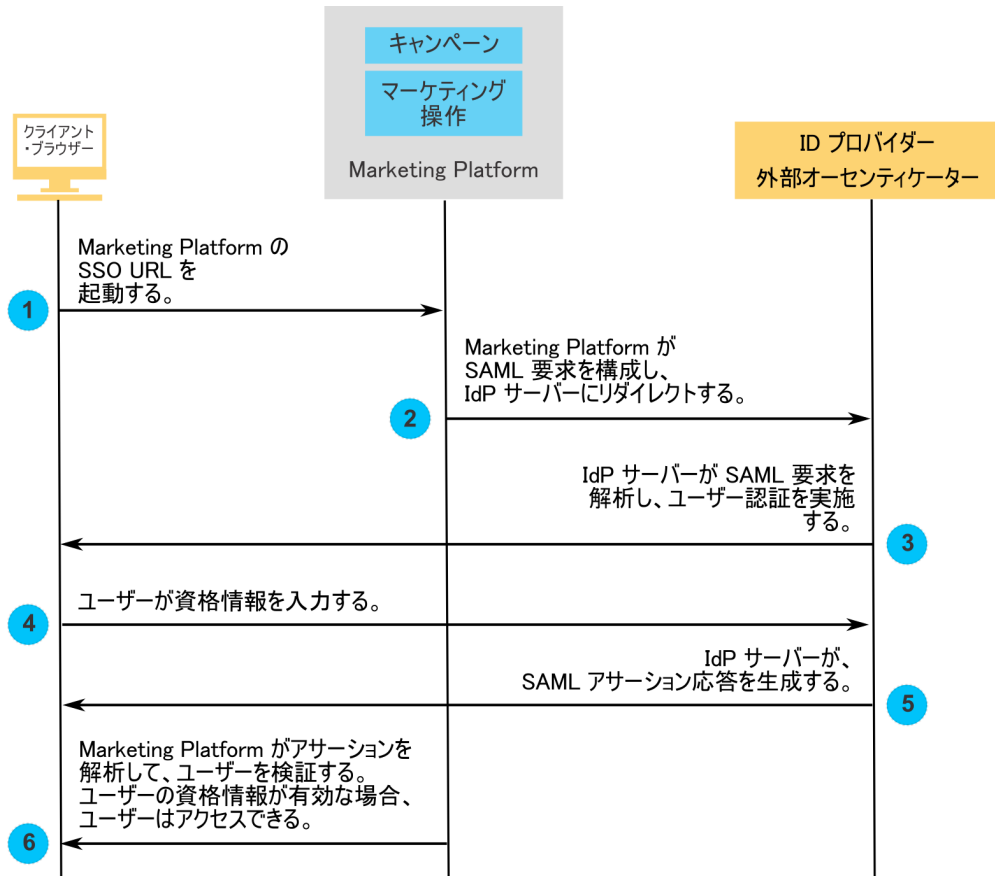 キャンペーン
マーケティング
操作
Marketing Platform
クライアント
・ブラウザー
ID プロバイダー
外部オーセンティケーター
Marketing Platform の
SSO URL を
起動する。
1
Marketing Platform が
SAML 要求を構成し、
IdP サーバーにリダイレクトする。
2
IdP サーバーが SAML 要求を
解析し、ユーザー認証を実施
する。
3
ユーザーが資格情報を入力する。
4
IdP サーバーが、
SAML アサーション応答を生成する。
5
Marketing Platform がアサーションを
解析して、ユーザーを検証する。
ユーザーの資格情報が有効な場合、
ユーザーはアクセスできる。
6